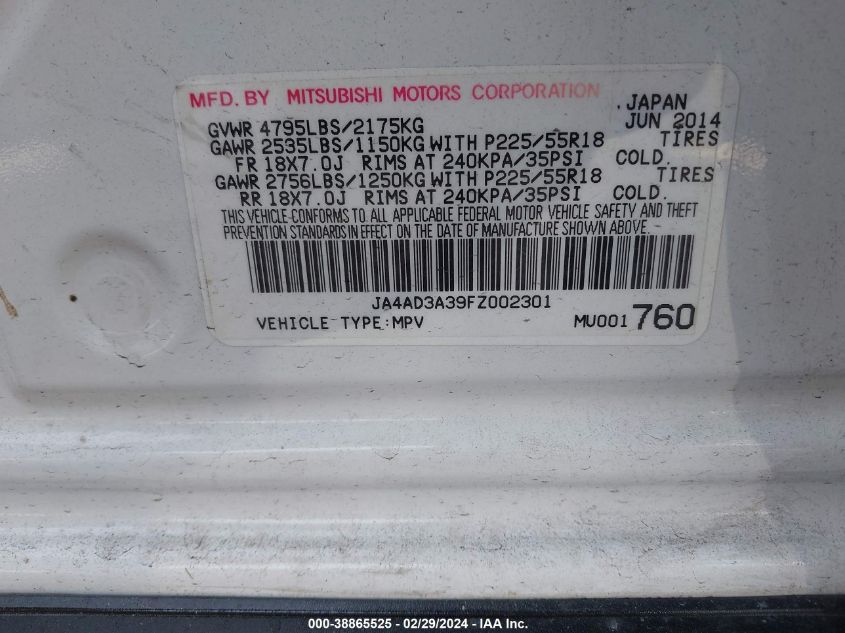 MFD. BY MITSUBISHI MOTORS CORPORATION
.JAPAN
GVWR 4795LBS/2175KG JUN 2014
GAWR 2535LBS/1150KG WITH P225/55R18 TIRES
FR 18X7.0J RIMS AT 240KPA/35PSI COLD.
GAWR 2756LBS/1250KG WITH P225/55R18 TIRES
RR 18X7.0J RIMS AT 240KPA/35PSI COLD.
THIS VEHICLE CONFORMS TO ALL APPLICABLE FEDERAL MOTOR VEHICLE SAFETY AND THEFT
PREVENTION STANDARDS IN EFFECT ON THE DATE OF MANUFACTURE SHOWN ABOVE.
JA4AD3A39FZ002301
VEHICLE TYPE:MPV MU001 760
000-38865525 - 02/29/2024 - IAA Inc.